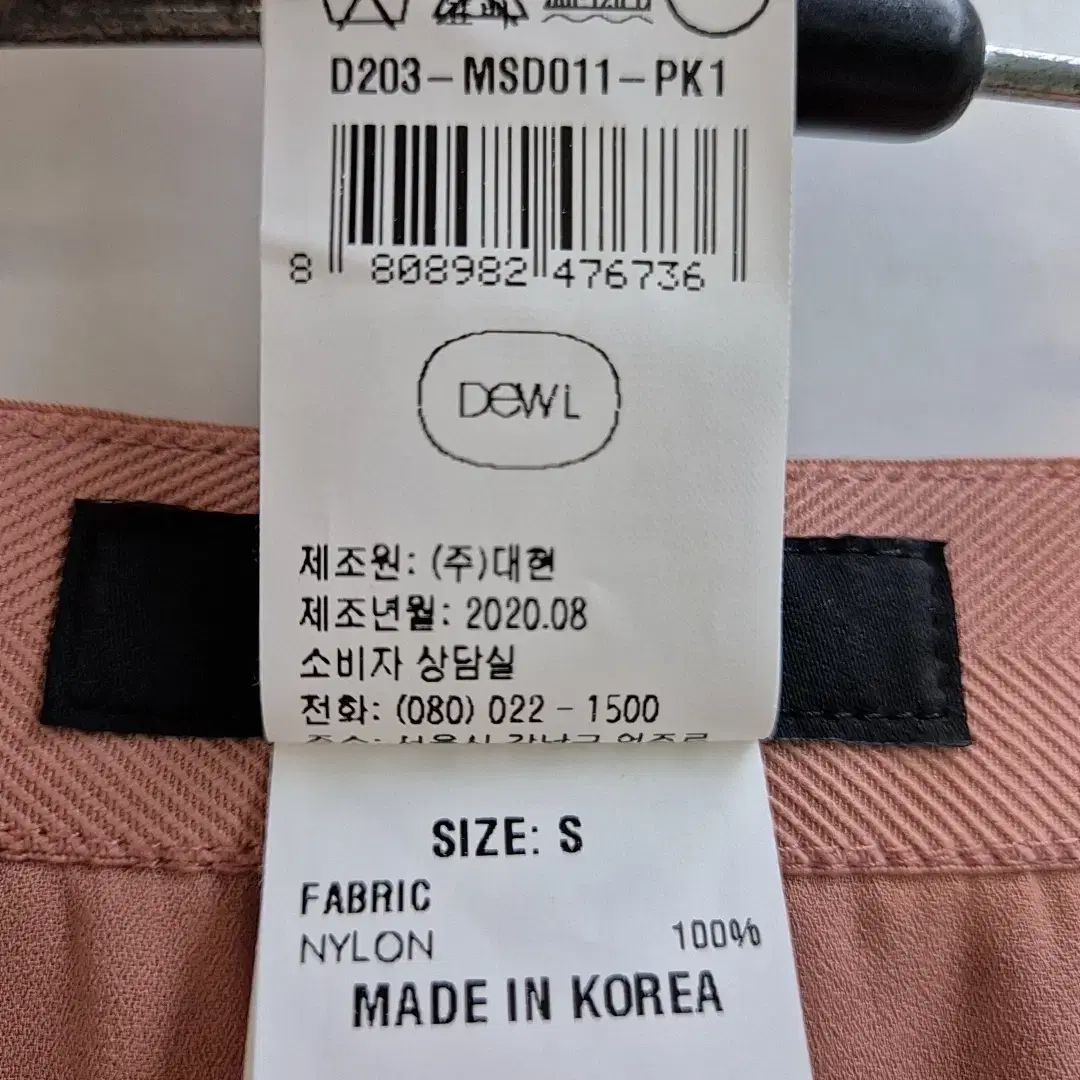 D203-MSD011-PK1
8 808982 476736
DEWL
제조원: (주)대현
제조년월: 2020.08
소비자 상담실
전화: (080) 022-1500
SIZE: S
FABRIC
NYLON 100%
MADE IN KOREA